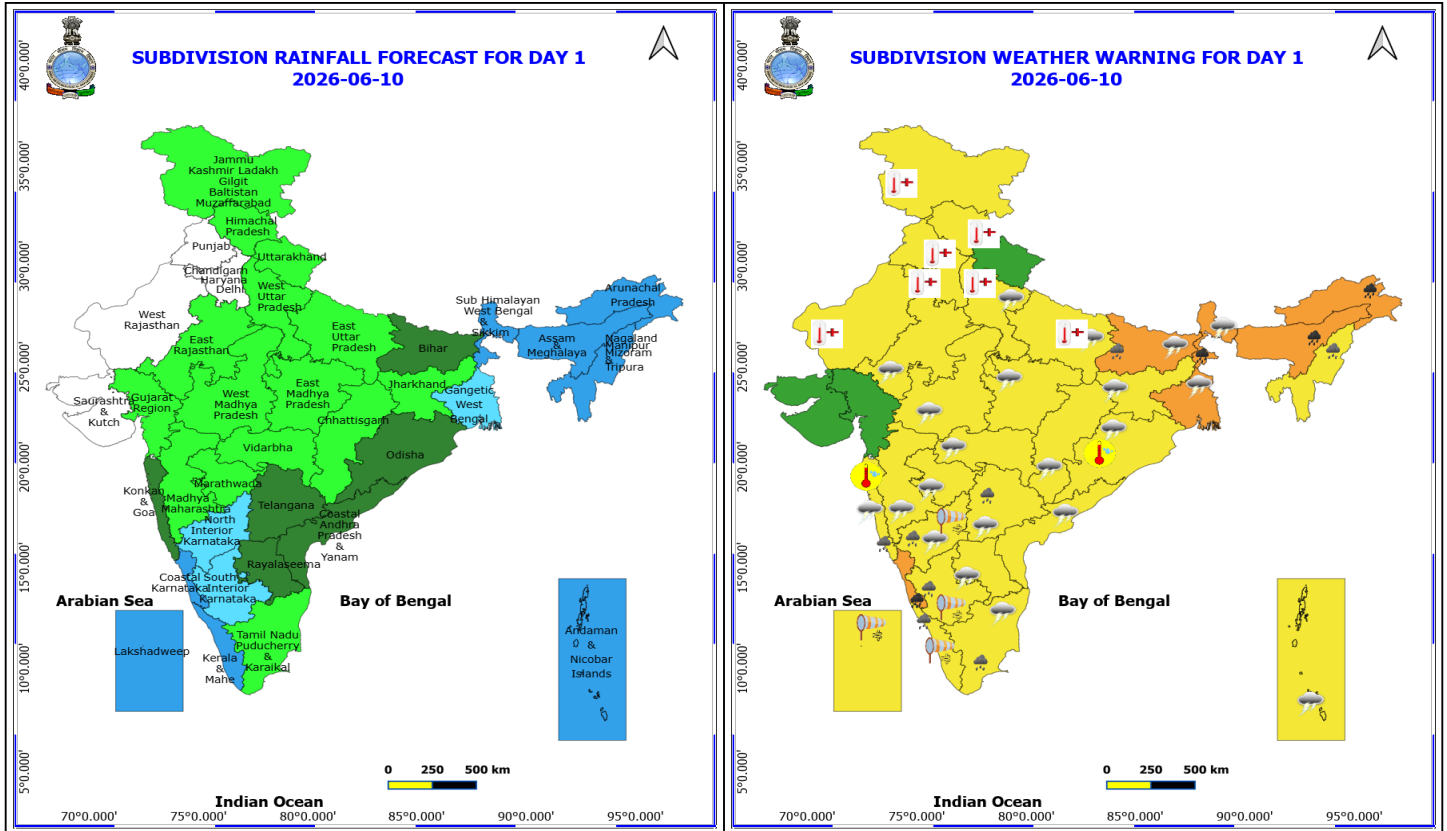 SUBDIVISION RAINFALL FORECAST FOR DAY 1
2026-06-10
40°0.000'
35°0.000'
30°0.000'
25°0.000'
20°0.000'
15°0.000'
10°0.000'
5°0.000'
Jammu
Kashmir Ladakh
Gilgit
Baltistan
Muzaffarabad
Himachal
Pradesh
Punjab
Uttarakhand
Chandigarh
Haryana
Delhi
West
Uttar
Pradesh
West
Rajasthan
East
Rajasthan
East
Uttar
Pradesh
Sub Himalayan
West Bengal
&
Sikkim
Arunachal
Pradesh
Assam
&
Meghalaya
Nagaland
Manipur
Mizoram
&
Tripura
Bihar
Jharkhand
Gangetic
West
Bengal
Saurashtra
&
Kutch
Gujarat
Region
West
Madhya
Pradesh
East
Madhya
Pradesh
Chhattisgarh
Vidarbha
Odisha
Konkan
&
Goa
Madhya
Maharashtra
Marathwada
Telangana
North
Interior
Karnataka
Coastal
Andhra
Pradesh
&
Yanam
Rayalaseema
Coastal
Karnataka
South
Interior
Karnataka
Arabian Sea
Bay of Bengal
Lakshadweep
Kerala
&
Mahe
Tamil Nadu
Puducherry
&
Karaikal
Andaman
&
Nicobar
Islands
0 250 500 km
Indian Ocean
70°0.000' 75°0.000' 80°0.000' 85°0.000' 90°0.000' 95°0.000'
SUBDIVISION WEATHER WARNING FOR DAY 1
2026-06-10
40°0.000'
35°0.000'
30°0.000'
25°0.000'
20°0.000'
15°0.000'
10°0.000'
5°0.000'
Arabian Sea
Bay of Bengal
0 250 500 km
Indian Ocean
70°0.000' 75°0.000' 80°0.000' 85°0.000' 90°0.000' 95°0.000'